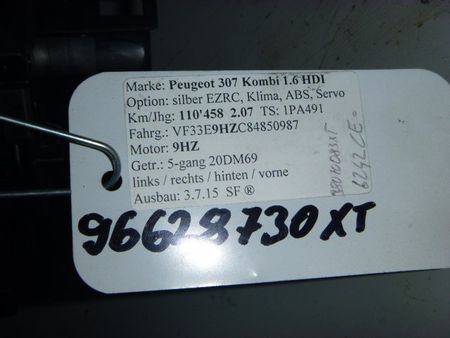 Marke: Peugeot 307 Kombi 1.6 HDI
Option: silber EZRC, Klima, ABS, Servo
Km/Jhg: 110'458 2.07 TS: 1PA491
Fahrg.: VF33E9HZC84850987
Motor: 9HZ
Getr.: 5-gang 20DM69
links / rechts / hinten / vorne
Ausbau: 3.7.15 SF ®
96628730XT
6242CE